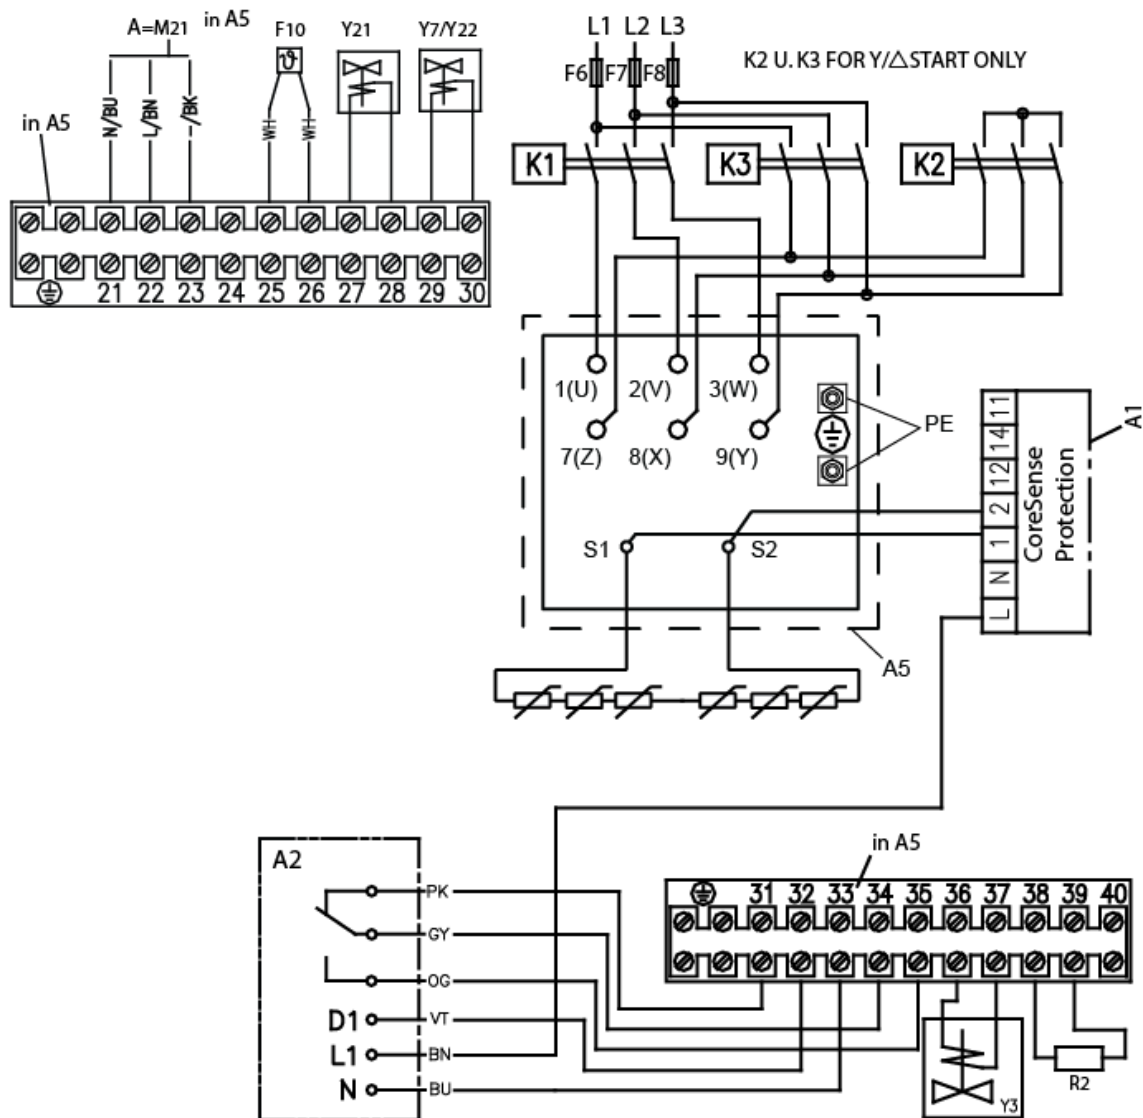 A=M21
in A5
F10
Y21
Y7/Y22
ϑ
N/BU
L/BN
–/BK
WH
WH
in A5
21 22 23 24 25 26 27 28 29 30
L1 L2 L3
F6 F7 F8
K2 U. K3 FOR Y/△START ONLY
K1
K3
K2
1(U) 2(V) 3(W)
7(Z) 8(X) 9(Y)
PE
S1
S2
A5
11
14
12
2
1
N
L
CoreSense
Protection
A1
A2
PK
GY
OG
D1 VT
L1 BN
N BU
in A5
31 32 33 34 35 36 37 38 39 40
Y3
R2